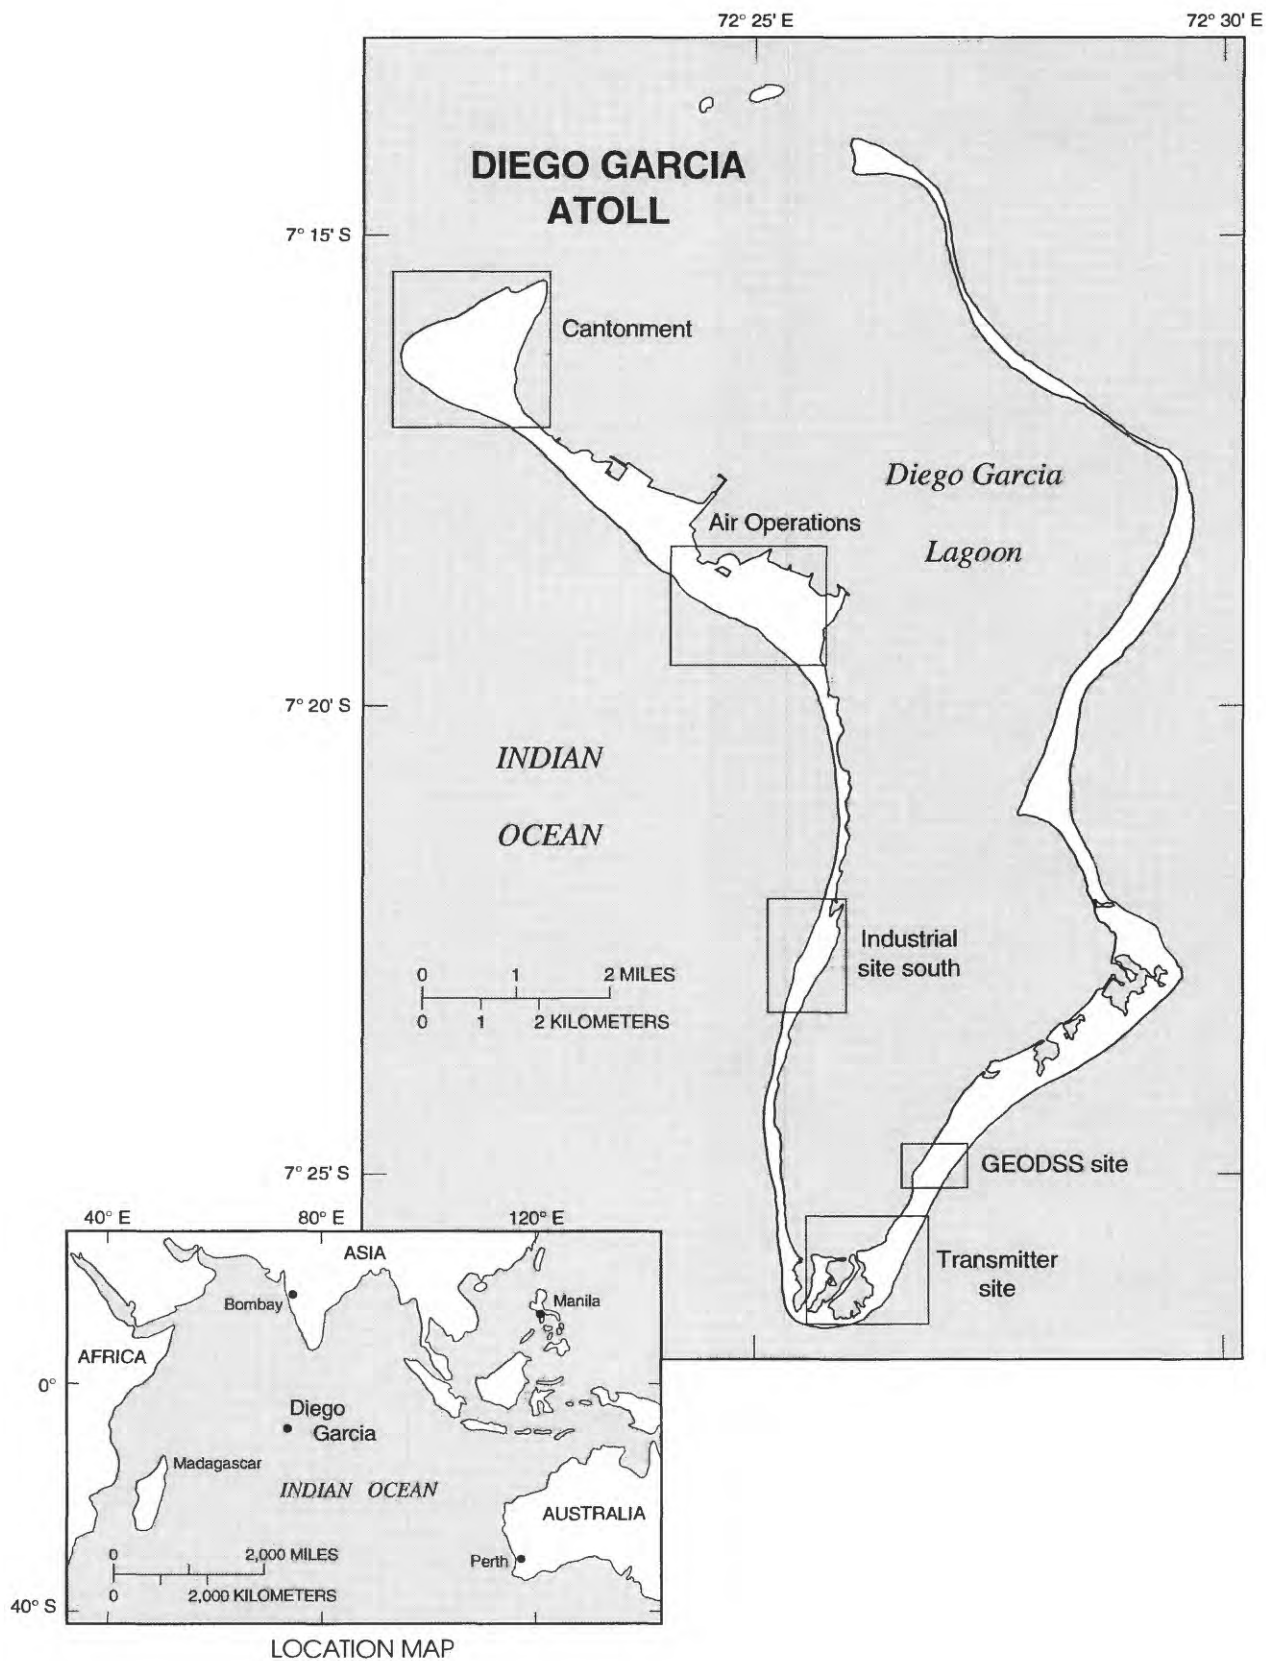 72° 25' E
72° 30' E
DIEGO GARCIA
ATOLL
7° 15' S
Cantonment
Diego Garcia
Lagoon
Air Operations
7° 20' S
INDIAN
OCEAN
Industrial
site south
0 1 2 MILES
0 1 2 KILOMETERS
GEODSS site
7° 25' S
Transmitter
site
40° E
80° E
120° E
ASIA
Bombay
Manila
AFRICA
0°
Diego
Garcia
Madagascar
INDIAN OCEAN
AUSTRALIA
0 2,000 MILES
0 2,000 KILOMETERS
Perth
40° S
LOCATION MAP